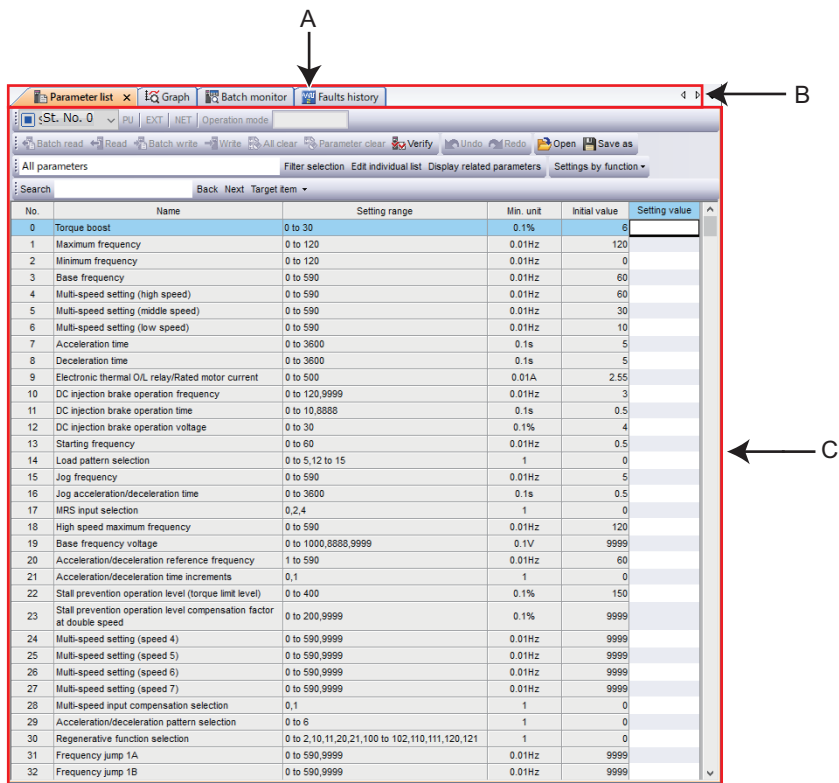 A
Parameter list × Graph Batch monitor Faults history
B
St. No. 0 PU EXT NET Operation mode
Batch read Read Batch write Write All clear Parameter clear Verify Undo Redo Open Save as
All parameters Filter selection Edit individual list Display related parameters Settings by function
Search Back Next Target item
No. Name Setting range Min. unit Initial value Setting value
0 Torque boost 0 to 30 0.1% 6
1 Maximum frequency 0 to 120 0.01Hz 120
2 Minimum frequency 0 to 120 0.01Hz 0
3 Base frequency 0 to 590 0.01Hz 60
4 Multi-speed setting (high speed) 0 to 590 0.01Hz 60
5 Multi-speed setting (middle speed) 0 to 590 0.01Hz 30
6 Multi-speed setting (low speed) 0 to 590 0.01Hz 10
7 Acceleration time 0 to 3600 0.1s 5
8 Deceleration time 0 to 3600 0.1s 5
9 Electronic thermal O/L relay/Rated motor current 0 to 500 0.01A 2.55
10 DC injection brake operation frequency 0 to 120,9999 0.01Hz 3
11 DC injection brake operation time 0 to 10,8888 0.1s 0.5
12 DC injection brake operation voltage 0 to 30 0.1% 4
13 Starting frequency 0 to 60 0.01Hz 0.5
C
14 Load pattern selection 0 to 5,12 to 15 1 0
15 Jog frequency 0 to 590 0.01Hz 5
16 Jog acceleration/deceleration time 0 to 3600 0.1s 0.5
17 MRS input selection 0,2,4 1 0
18 High speed maximum frequency 0 to 590 0.01Hz 120
19 Base frequency voltage 0 to 1000,8888,9999 0.1V 9999
20 Acceleration/deceleration reference frequency 1 to 590 0.01Hz 60
21 Acceleration/deceleration time increments 0,1 1 0
22 Stall prevention operation level (torque limit level) 0 to 400 0.1% 150
23 Stall prevention operation level compensation factor
at double speed 0 to 200,9999 0.1% 9999
24 Multi-speed setting (speed 4) 0 to 590,9999 0.01Hz 9999
25 Multi-speed setting (speed 5) 0 to 590,9999 0.01Hz 9999
26 Multi-speed setting (speed 6) 0 to 590,9999 0.01Hz 9999
27 Multi-speed setting (speed 7) 0 to 590,9999 0.01Hz 9999
28 Multi-speed input compensation selection 0,1 1 0
29 Acceleration/deceleration pattern selection 0 to 6 1 0
30 Regenerative function selection 0 to 2,10,11,20,21,100 to 102,110,111,120,121 1 0
31 Frequency jump 1A 0 to 590,9999 0.01Hz 9999
32 Frequency jump 1B 0 to 590,9999 0.01Hz 9999